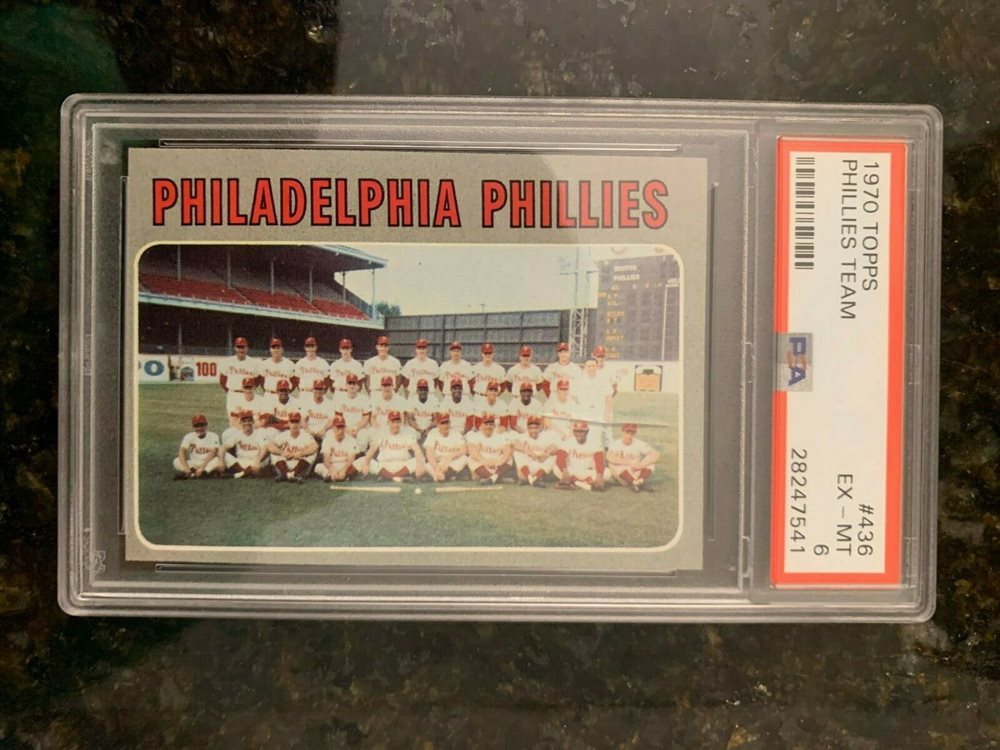 PHILADELPHIA PHILLIES
100
1970 TOPPS #436
PHILLIES TEAM EX - MT
6
PSA 28247541